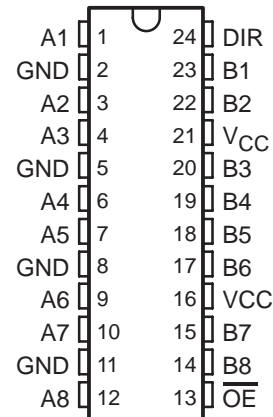 A1 1 24 DIR
GND 2 23 B1
A2 3 22 B2
A3 4 21 VCC
GND 5 20 B3
A4 6 19 B4
A5 7 18 B5
GND 8 17 B6
A6 9 16 VCC
A7 10 15 B7
GND 11 14 B8
A8 12 13 O̅E̅